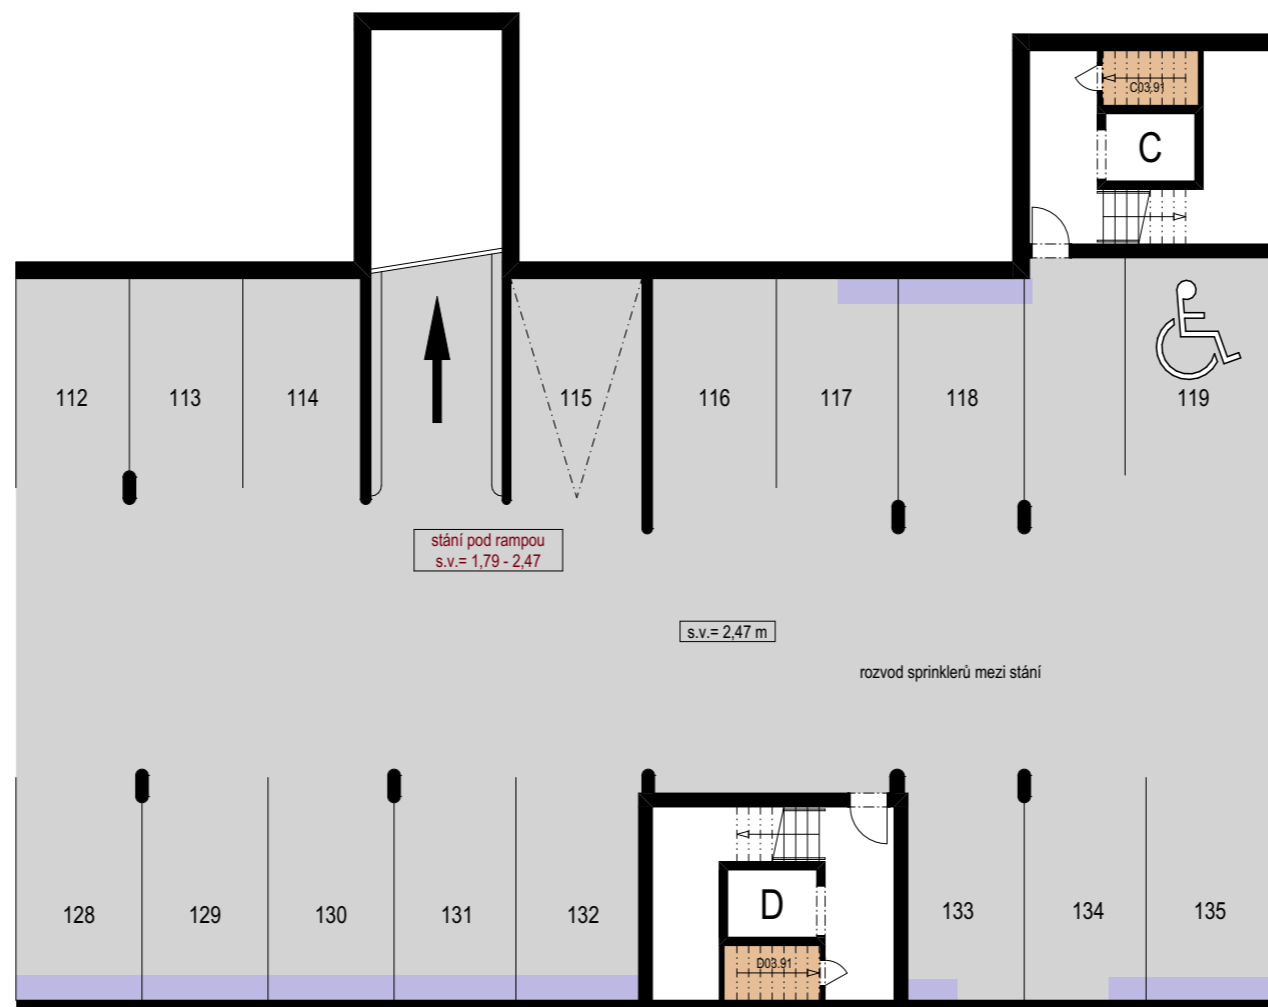 C03.91
C
112
113
114
115
116
117
118
119
stání pod rampou
s.v.= 1,79 - 2,47
s.v.= 2,47 m
rozvod sprinklerů mezi stání
128
129
130
131
132
D
133
134
135
D03.91